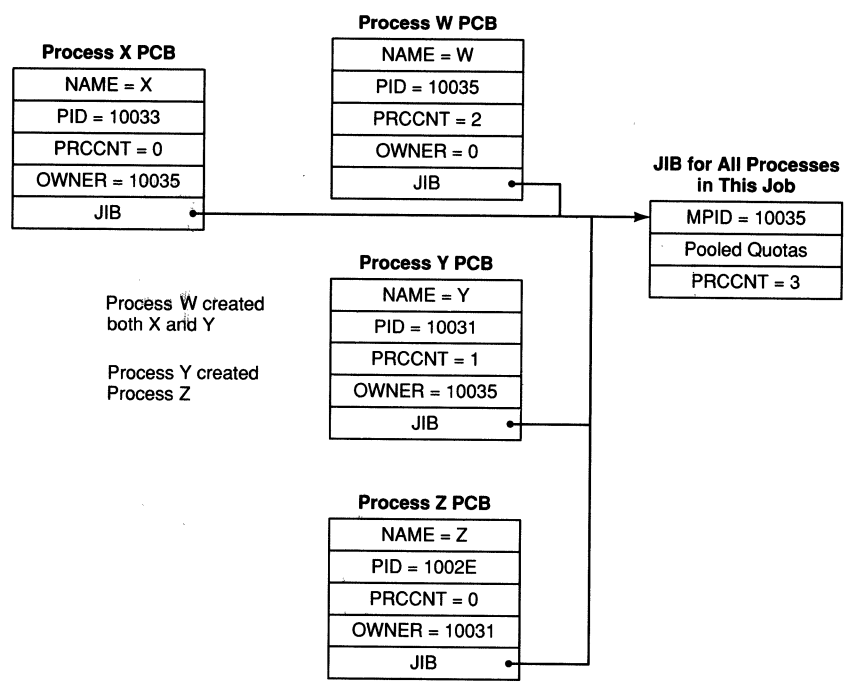 Process X PCB
NAME = X
PID = 10033
PRCCNT = 0
OWNER = 10035
JIB
Process W PCB
NAME = W
PID = 10035
PRCCNT = 2
OWNER = 0
JIB
JIB for All Processes
in This Job
MPID = 10035
Pooled Quotas
PRCCNT = 3
Process W created
both X and Y
Process Y created
Process Z
Process Y PCB
NAME = Y
PID = 10031
PRCCNT = 1
OWNER = 10035
JIB
Process Z PCB
NAME = Z
PID = 1002E
PRCCNT = 0
OWNER = 10031
JIB